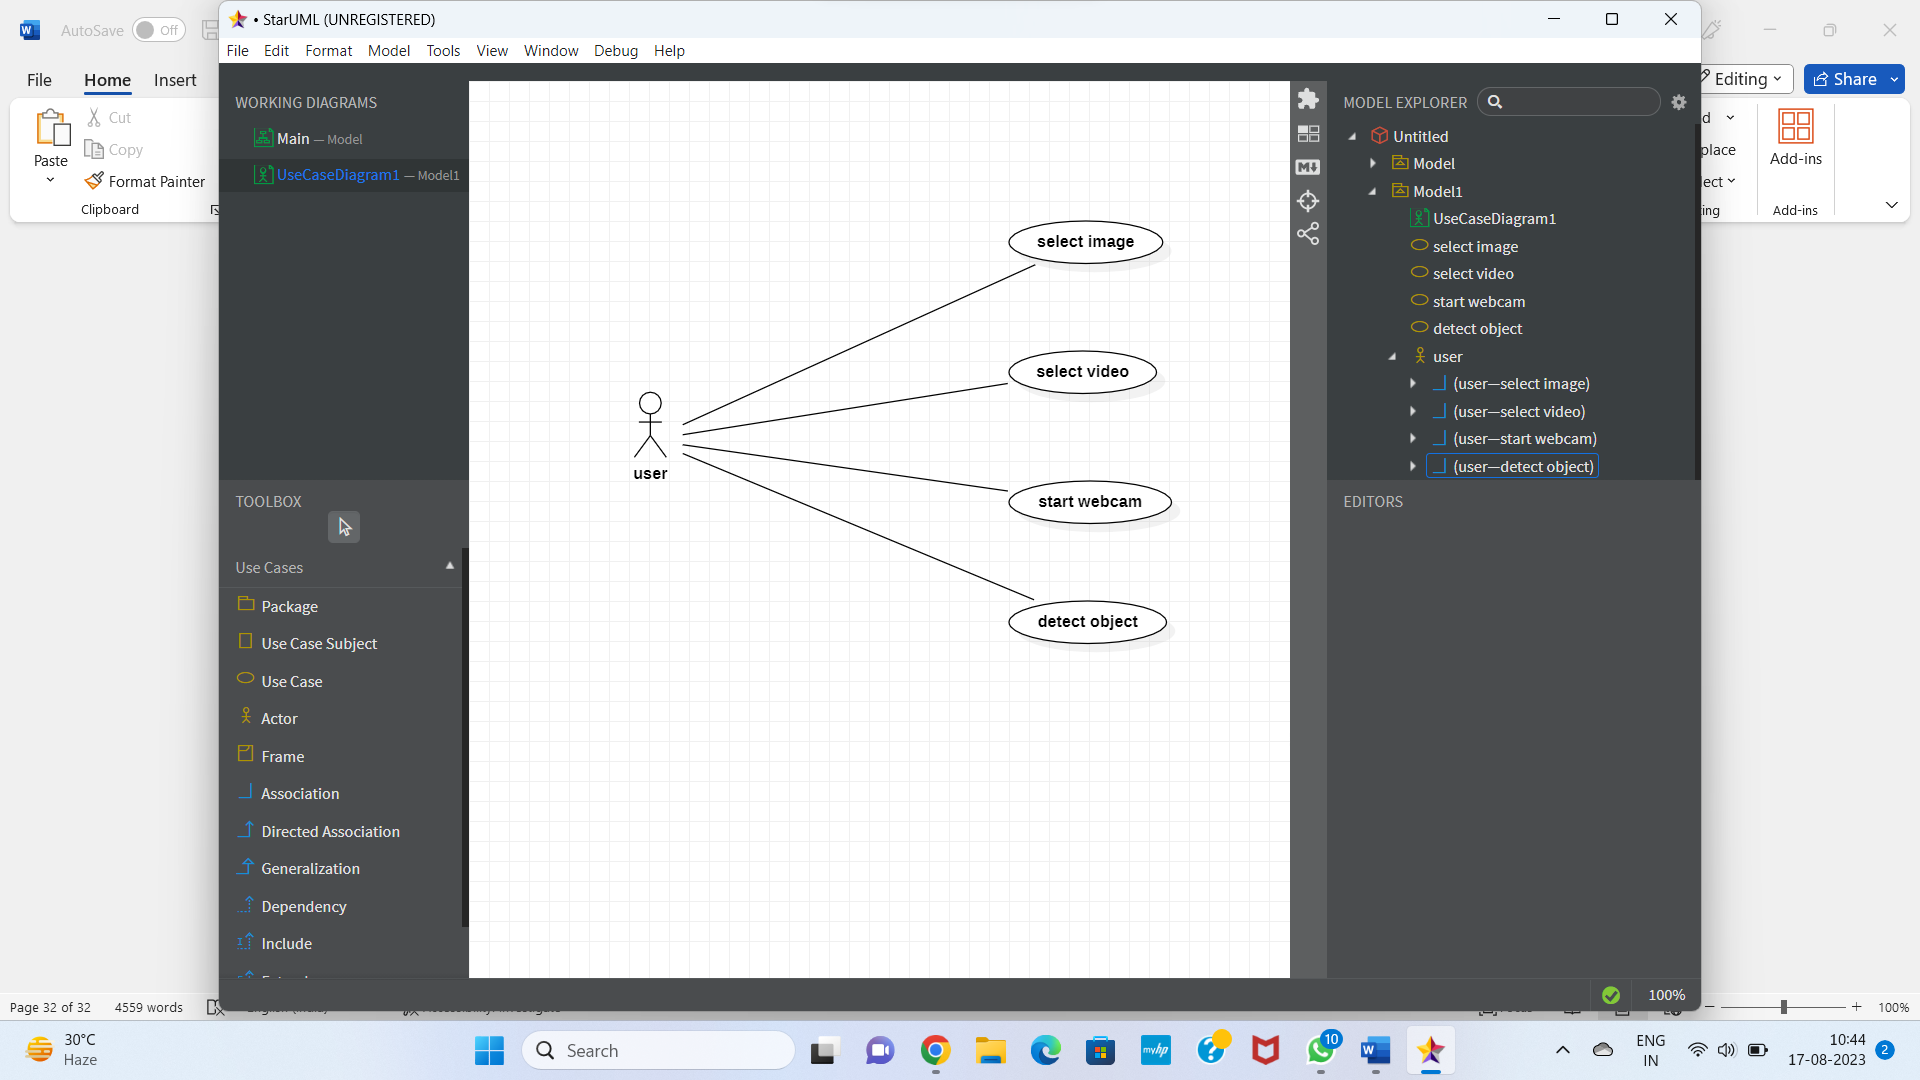 AutoSave Off
File Home Insert
Paste
Cut
Copy
Format Painter
Clipboard
• StarUML (UNREGISTERED)
File Edit Format Model Tools View Window Debug Help
WORKING DIAGRAMS
Main — Model
UseCaseDiagram1 — Model1
TOOLBOX
Use Cases
Package
Use Case Subject
Use Case
Actor
Frame
Association
Directed Association
Generalization
Dependency
Include
select image
select video
user
start webcam
detect object
MODEL EXPLORER
Untitled
Model
Model1
UseCaseDiagram1
select image
select video
start webcam
detect object
user
(user—select image)
(user—select video)
(user—start webcam)
(user—detect object)
EDITORS
100%
Editing Share
Add-ins
Add-ins
Page 32 of 32 4559 words
100%
30°C
Haze
Search
myhp
10
ENG
IN
10:44
17-08-2023
2